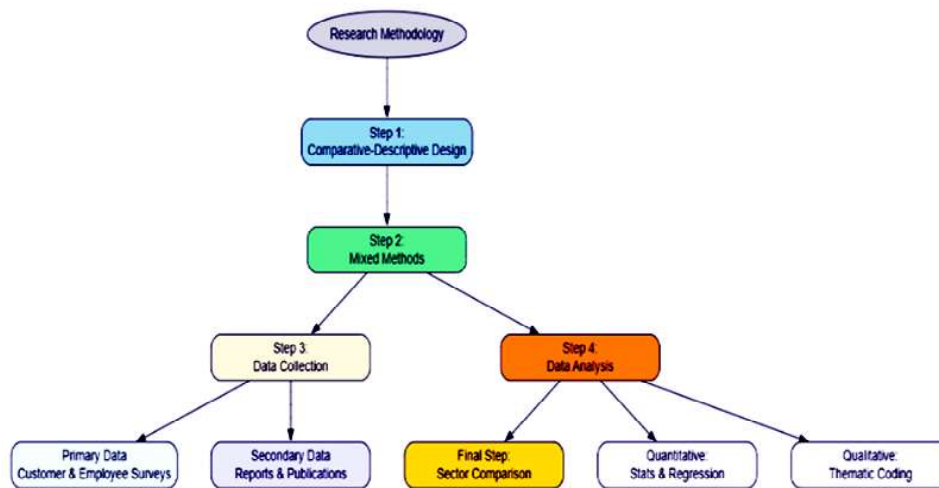 Research Methodology
Step 1:
Comparative-Descriptive Design
Step 2:
Mixed Methods
Step 3:
Data Collection
Step 4:
Data Analysis
Primary Data
Customer & Employee Surveys
Secondary Data
Reports & Publications
Final Step:
Sector Comparison
Quantitative:
Stats & Regression
Qualitative:
Thematic Coding